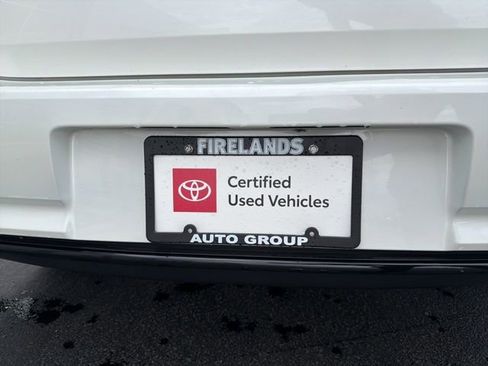 FIRELANDS
Certified
Used Vehicles
AUTO GROUP